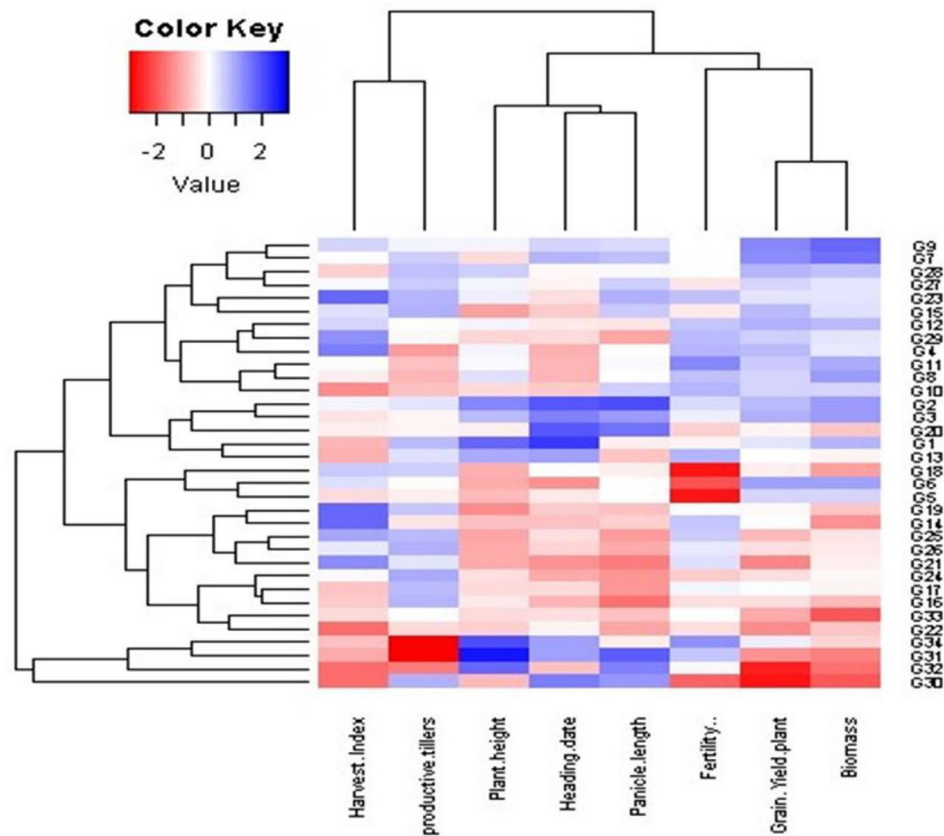 Color Key
-2 0 2
Value
G9
G7
G28
G27
G23
G15
G12
G29
G4
G11
G8
G10
G2
G3
G20
G1
G13
G18
G6
G5
G19
G14
G25
G26
G21
G24
G17
G16
G33
G22
G34
G31
G32
G30
Harvest.Index
productive.tillers
Plant.height
Heading.date
Panicle.length
Fertility..
Grain.Yield.plant
Biomass